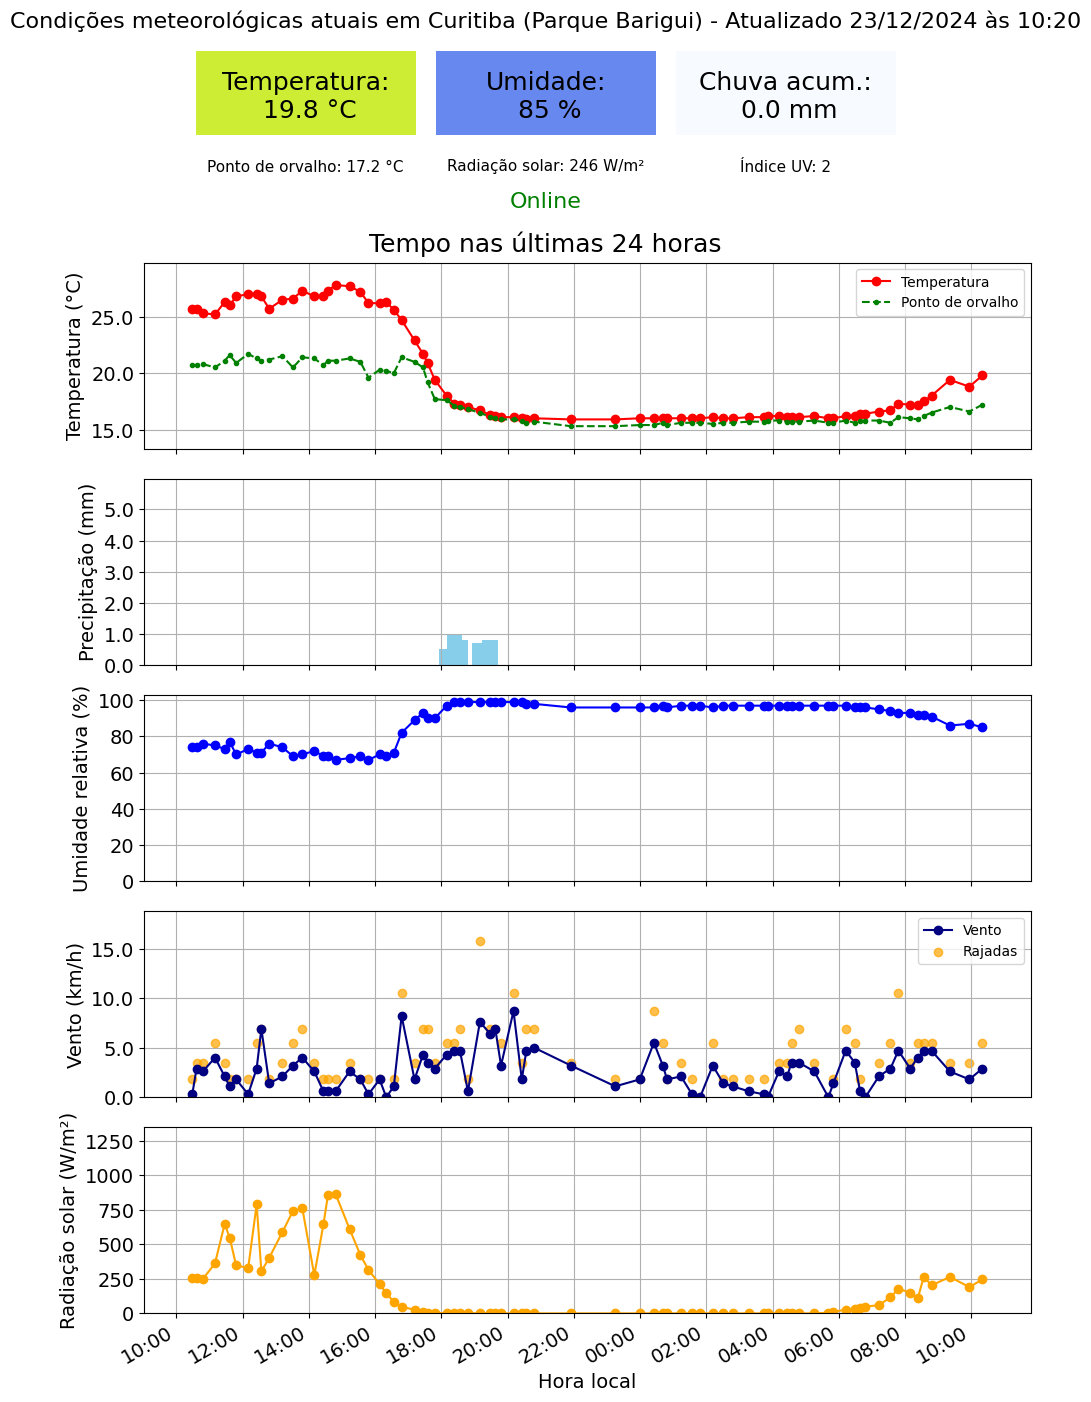 Condições meteorológicas atuais em Curitiba (Parque Barigui) - Atualizado 23/12/2024 às 10:20
Temperatura:
19.8 °C
Umidade:
85 %
Chuva acum.:
0.0 mm
Ponto de orvalho: 17.2 °C
Radiação solar: 246 W/m²
Índice UV: 2
Online
Tempo nas últimas 24 horas
Temperatura (°C)
25.0
20.0
15.0
Temperatura
Ponto de orvalho
Precipitação (mm)
5.0
4.0
3.0
2.0
1.0
0.0
Umidade relativa (%)
100
80
60
40
20
0
Vento (km/h)
15.0
10.0
5.0
0.0
Vento
Rajadas
Radiação solar (W/m²)
1250
1000
750
500
250
0
10:00
12:00
14:00
16:00
18:00
20:00
22:00
00:00
02:00
04:00
06:00
08:00
10:00
Hora local